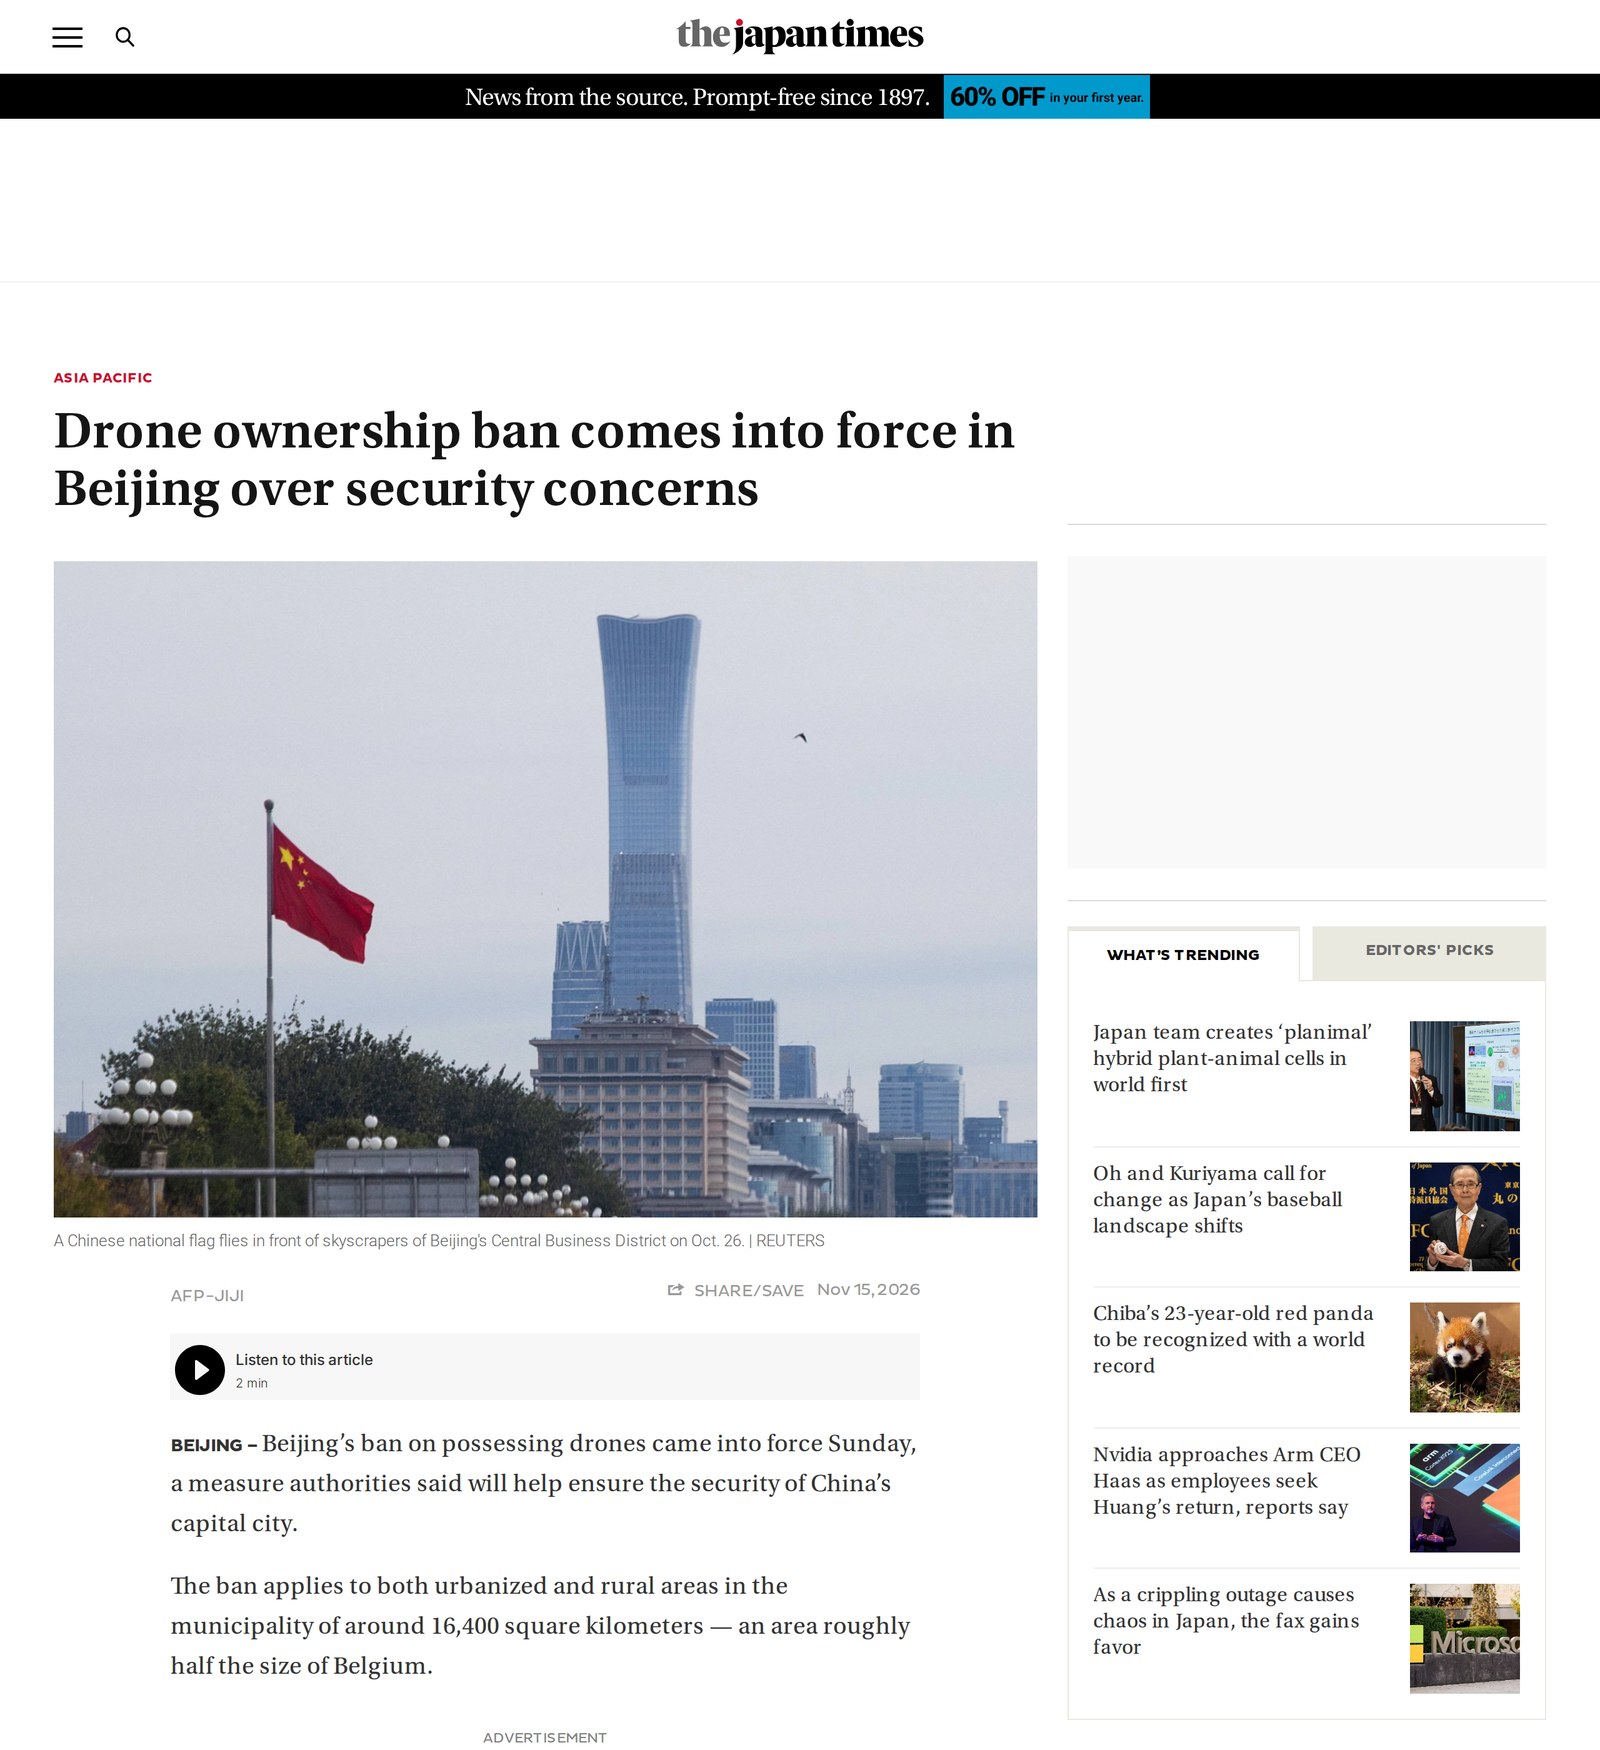 the japan times
News from the source. Prompt-free since 1897.
60% OFF in your first year.
ASIA PACIFIC
Drone ownership ban comes into force in
Beijing over security concerns
A Chinese national flag flies in front of skyscrapers of Beijing's Central Business District on Oct. 26. | REUTERS
AFP-JIJI
SHARE/SAVE
Nov 15, 2026
Listen to this article
2 min
BEIJING – Beijing’s ban on possessing drones came into force Sunday,
a measure authorities said will help ensure the security of China’s
capital city.
The ban applies to both urbanized and rural areas in the
municipality of around 16,400 square kilometers — an area roughly
half the size of Belgium.
ADVERTISEMENT
WHAT’S TRENDING
EDITORS' PICKS
Japan team creates ‘planimal’
hybrid plant-animal cells in
world first
Oh and Kuriyama call for
change as Japan’s baseball
landscape shifts
Chiba’s 23-year-old red panda
to be recognized with a world
record
Nvidia approaches Arm CEO
Haas as employees seek
Huang’s return, reports say
arm
As a crippling outage causes
chaos in Japan, the fax gains
favor